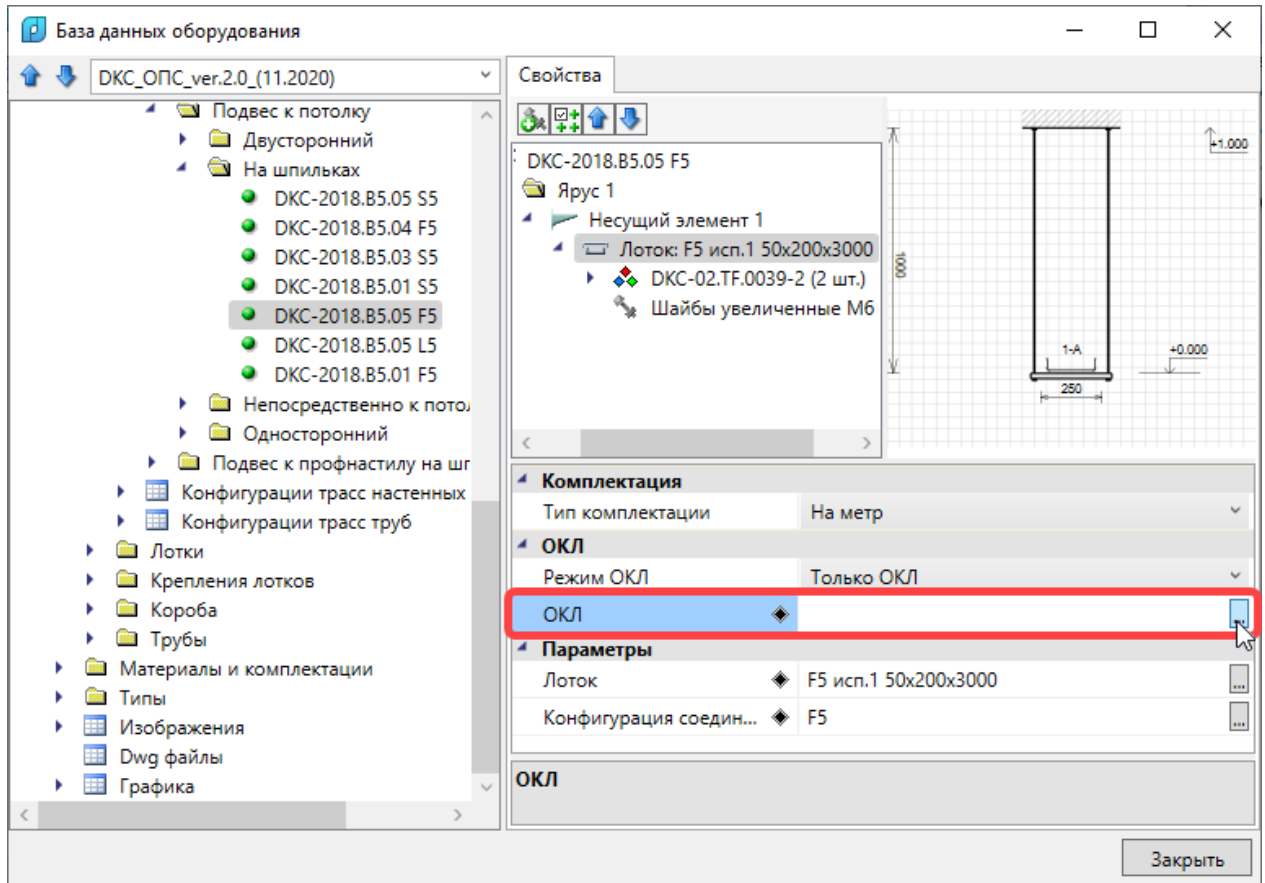 База данных оборудования
DKC_ОПС_ver.2.0_(11.2020)
Подвес к потолку
Двусторонний
На шпильках
DKC-2018.B5.05 S5
DKC-2018.B5.04 F5
DKC-2018.B5.03 S5
DKC-2018.B5.01 S5
DKC-2018.B5.05 F5
DKC-2018.B5.05 L5
DKC-2018.B5.01 F5
Непосредственно к пото
Односторонний
Подвес к профнастилу на шг
Конфигурации трасс настенных
Конфигурации трасс труб
Лотки
Крепления лотков
Короба
Трубы
Материалы и комплектации
Типы
Изображения
Dwg файлы
Графика
Свойства
DKC-2018.B5.05 F5
Ярус 1
Несущий элемент 1
Лоток: F5 исп.1 50x200x3000
DKC-02.TF.0039-2 (2 шт.)
Шайбы увеличенные М6
+1.000
1000
1-A
+0.000
250
Комплектация
Тип комплектации На метр
ОКЛ
Режим ОКЛ Только ОКЛ
ОКЛ ...
Параметры
Лоток F5 исп.1 50x200x3000 ...
Конфигурация соедин... F5 ...
ОКЛ
Закрыть